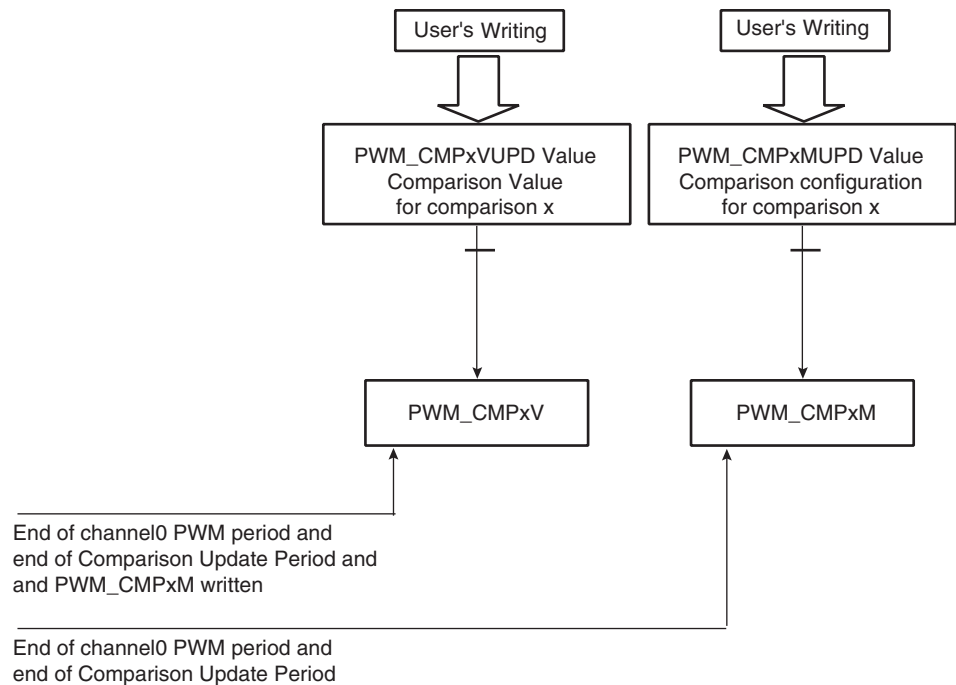 User's Writing
User's Writing
PWM_CMPxVUPD Value
Comparison Value
for comparison x
PWM_CMPxMUPD Value
Comparison configuration
for comparison x
PWM_CMPxV
PWM_CMPxM
End of channel0 PWM period and
end of Comparison Update Period and
and PWM_CMPxM written
End of channel0 PWM period and
end of Comparison Update Period